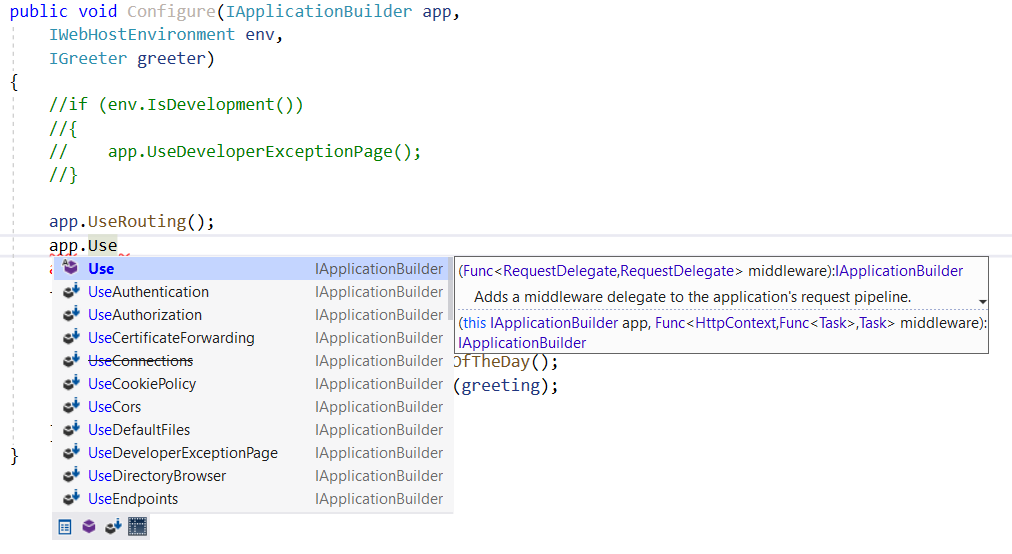 public void Configure(IApplicationBuilder app,
IWebHostEnvironment env,
IGreeter greeter)
{
//if (env.IsDevelopment())
//{
//    app.UseDeveloperExceptionPage();
//}
app.UseRouting();
app.Use
Use IApplicationBuilder
(Func<RequestDelegate,RequestDelegate> middleware):IApplicationBuilder
UseAuthentication IApplicationBuilder
Adds a middleware delegate to the application's request pipeline.
UseAuthorization IApplicationBuilder
(this IApplicationBuilder app, Func<HttpContext,Func<Task>,Task> middleware):
IApplicationBuilder
UseCertificateForwarding IApplicationBuilder
UseConnections IApplicationBuilder
OfTheDay();
UseCookiePolicy IApplicationBuilder
(greeting);
UseCors IApplicationBuilder
UseDefaultFiles IApplicationBuilder
UseDeveloperExceptionPage IApplicationBuilder
}
UseDirectoryBrowser IApplicationBuilder
UseEndpoints IApplicationBuilder